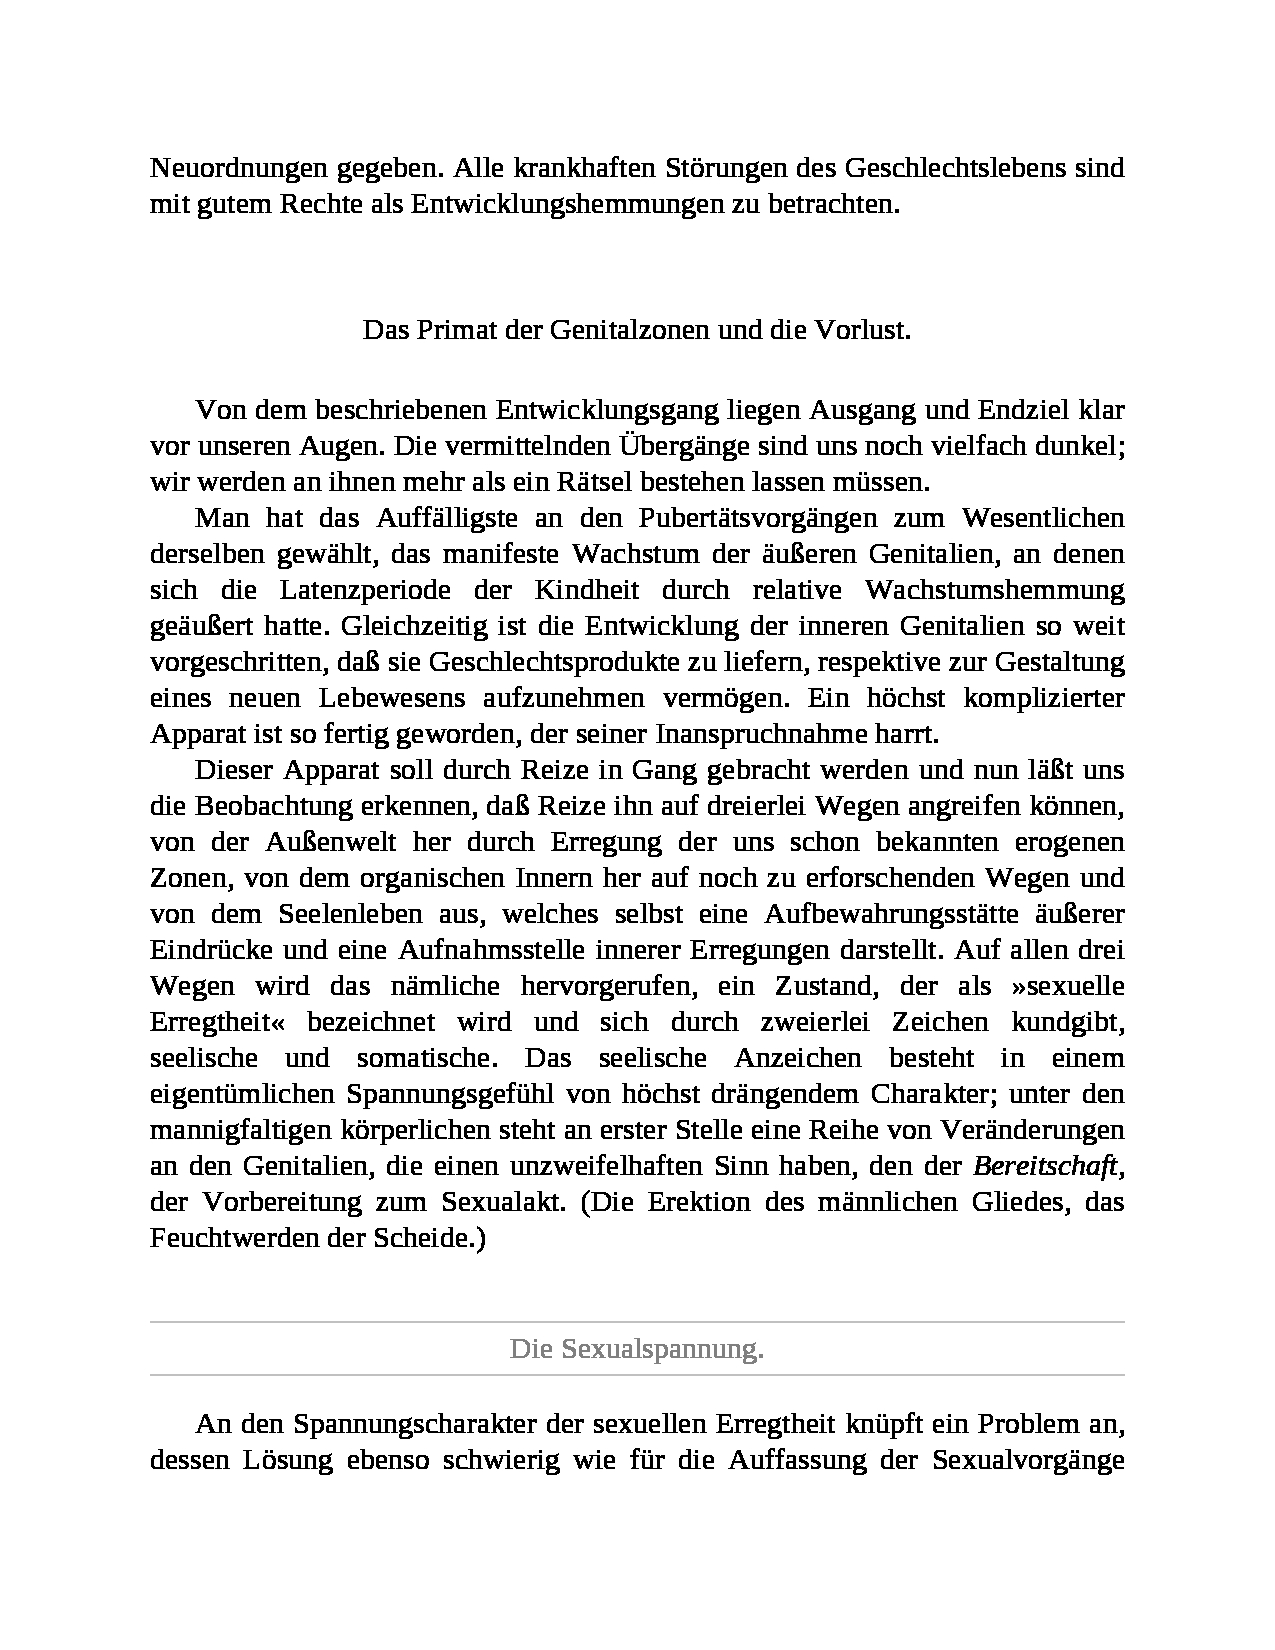 Neuordnungen gegeben. Alle krankhaften Störungen des Geschlechtslebens sind
mit gutem Rechte als Entwicklungshemmungen zu betrachten.
Das Primat der Genitalzonen und die Vorlust.
Von dem beschriebenen Entwicklungsgang liegen Ausgang und Endziel klar
vor unseren Augen. Die vermittelnden Übergänge sind uns noch vielfach dunkel;
wir werden an ihnen mehr als ein Rätsel bestehen lassen müssen.
Man hat das Auffälligste an den Pubertätsvorgängen zum Wesentlichen
derselben gewählt, das manifeste Wachstum der äußeren Genitalien, an denen
sich die Latenzperiode der Kindheit durch relative Wachstumshemmung
geäußert hatte. Gleichzeitig ist die Entwicklung der inneren Genitalien so weit
vorgeschritten, daß sie Geschlechtsprodukte zu liefern, respektive zur Gestaltung
eines neuen Lebewesens aufzunehmen vermögen. Ein höchst komplizierter
Apparat ist so fertig geworden, der seiner Inanspruchnahme harrt.
Dieser Apparat soll durch Reize in Gang gebracht werden und nun läßt uns
die Beobachtung erkennen, daß Reize ihn auf dreierlei Wegen angreifen können,
von der Außenwelt her durch Erregung der uns schon bekannten erogenen
Zonen, von dem organischen Innern her auf noch zu erforschenden Wegen und
von dem Seelenleben aus, welches selbst eine Aufbewahrungsstätte äußerer
Eindrücke und eine Aufnahmsstelle innerer Erregungen darstellt. Auf allen drei
Wegen wird das nämliche hervorgerufen, ein Zustand, der als »sexuelle
Erregtheit« bezeichnet wird und sich durch zweierlei Zeichen kundgibt,
seelische und somatische. Das seelische Anzeichen besteht in einem
eigentümlichen Spannungsgefühl von höchst drängendem Charakter; unter den
mannigfaltigen körperlichen steht an erster Stelle eine Reihe von Veränderungen
an den Genitalien, die einen unzweifelhaften Sinn haben, den der Bereitschaft,
der Vorbereitung zum Sexualakt. (Die Erektion des männlichen Gliedes, das
Feuchtwerden der Scheide.)
Die Sexualspannung.
An den Spannungscharakter der sexuellen Erregtheit knüpft ein Problem an,
dessen Lösung ebenso schwierig wie für die Auffassung der Sexualvorgänge